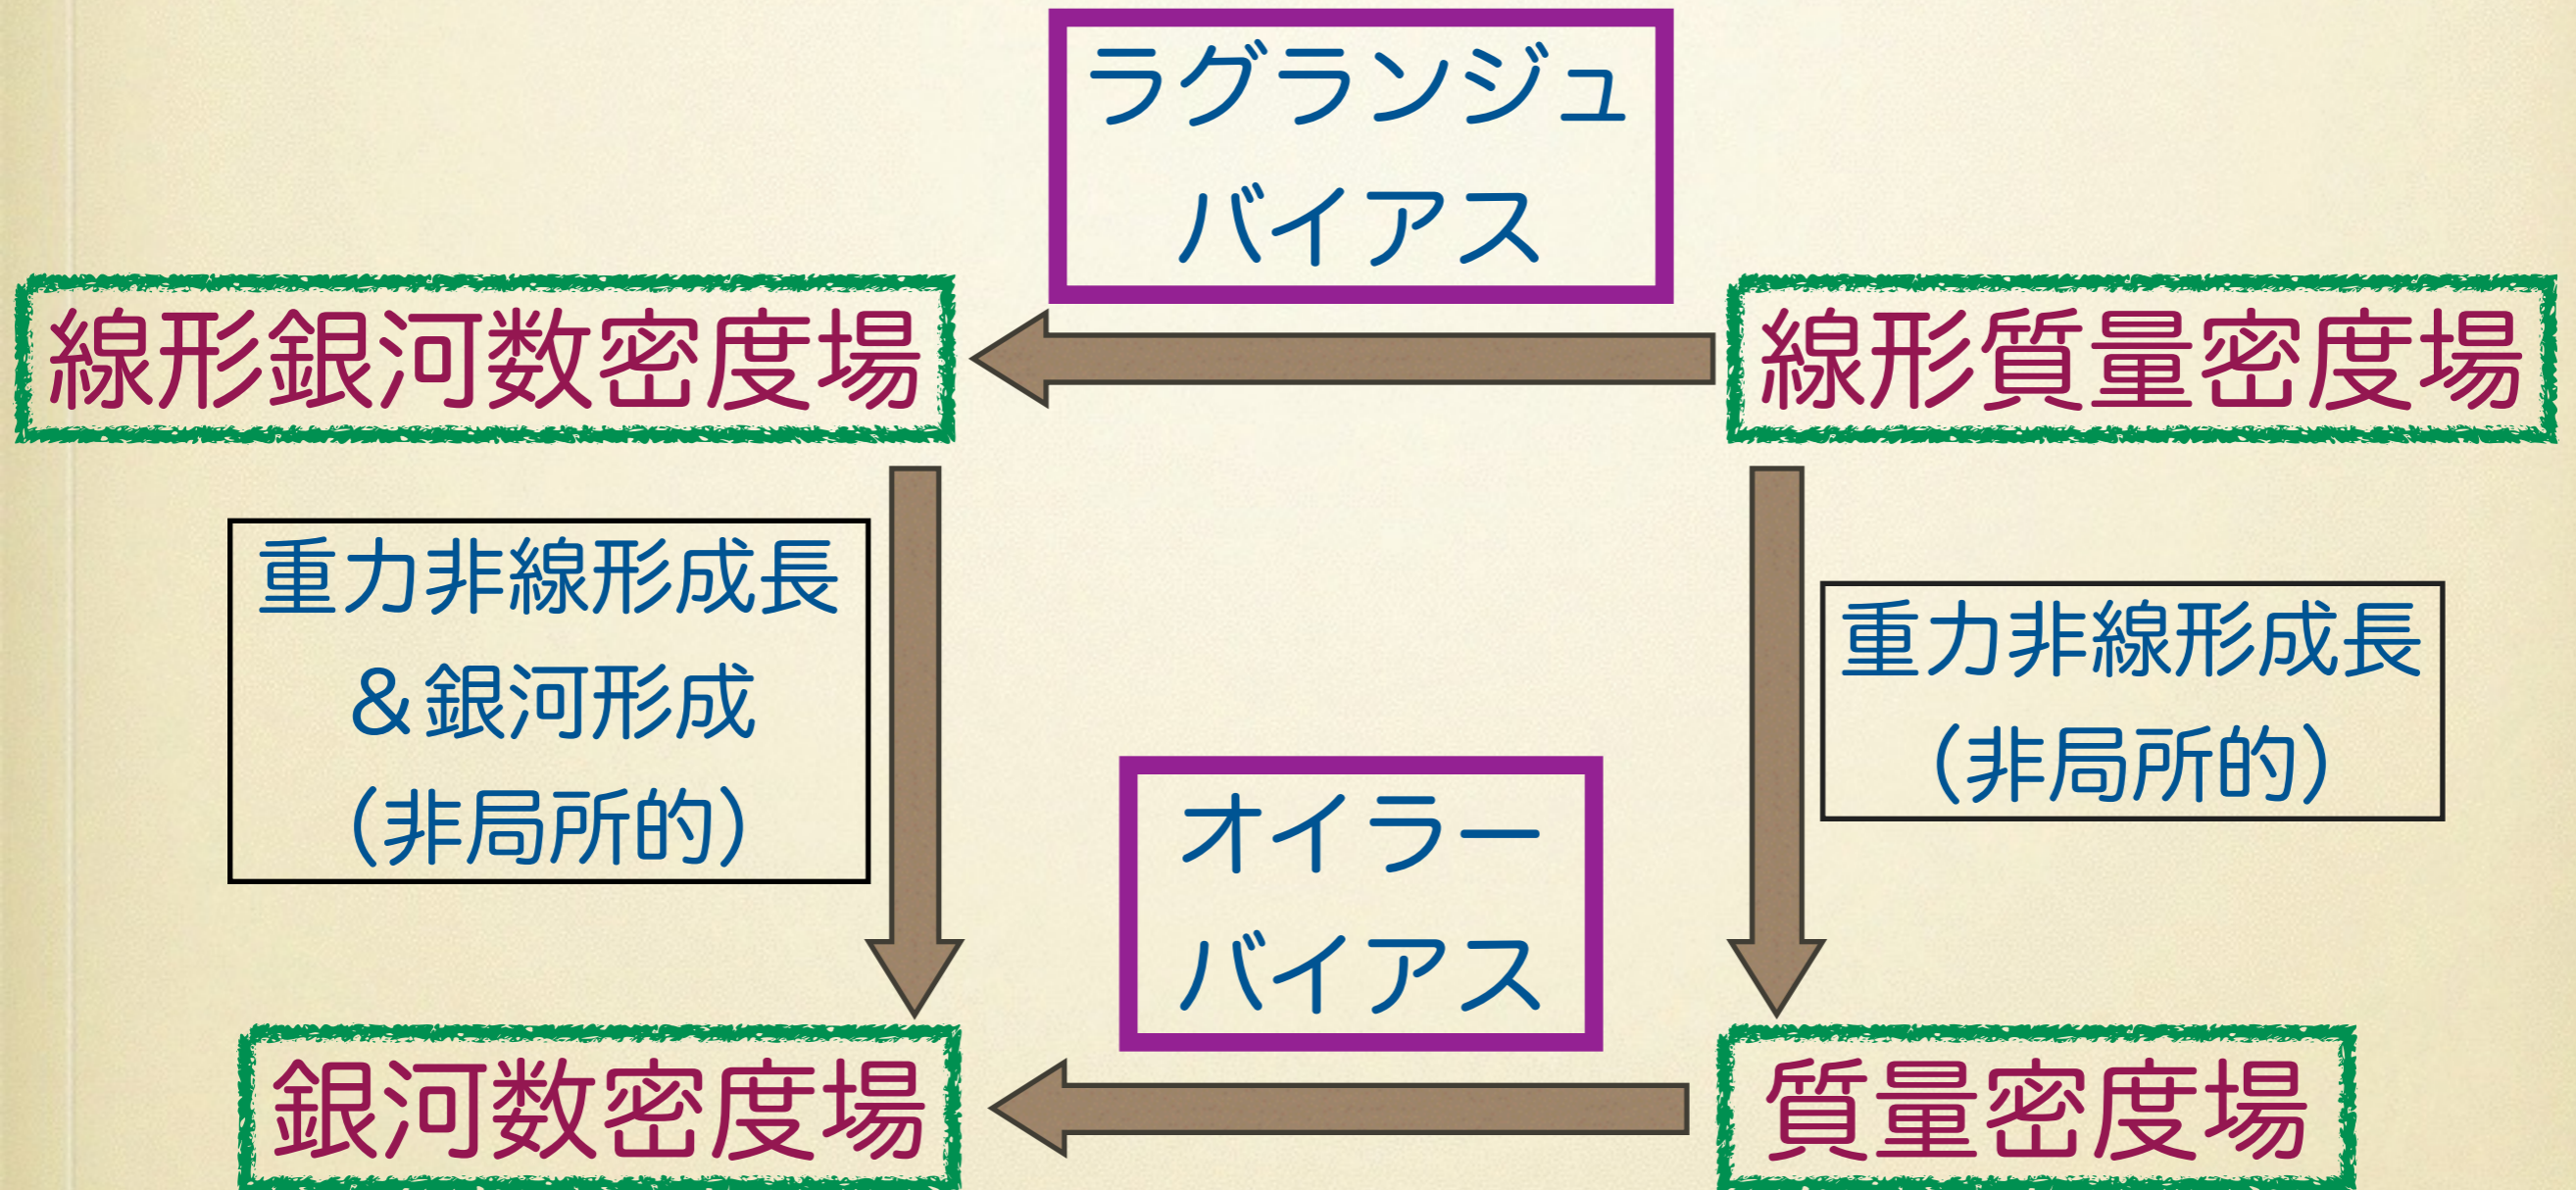 ラグランジュ
バイアス
線形銀河数密度場
線形質量密度場
重力非線形成長
&銀河形成
(非局所的)
重力非線形成長
(非局所的)
オイラー
バイアス
銀河数密度場
質量密度場